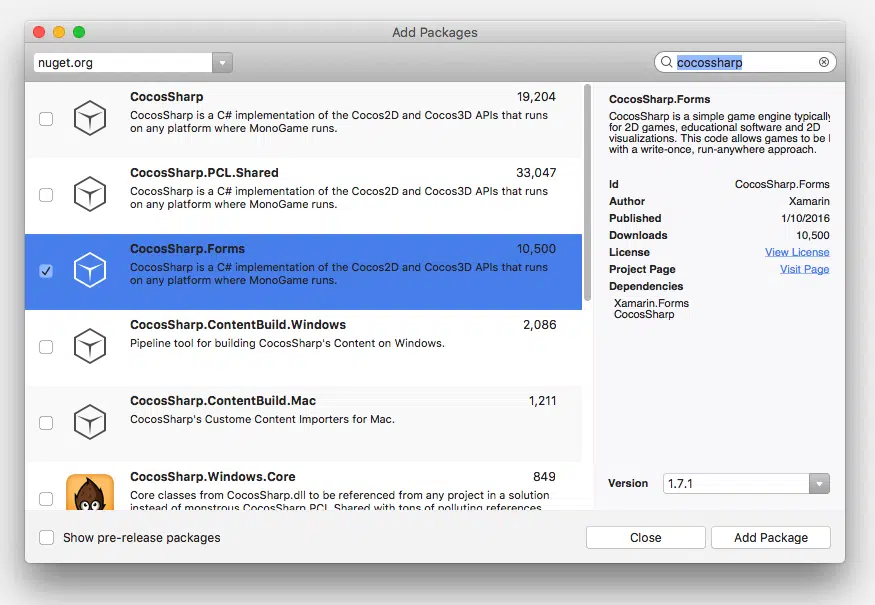 Add Packages
nuget.org
cocossharp
CocosSharp 19,204
CocosSharp is a C# implementation of the Cocos2D and Cocos3D APIs that runs
on any platform where MonoGame runs.
CocosSharp.PCL.Shared 33,047
CocosSharp is a C# implementation of the Cocos2D and Cocos3D APIs that runs
on any platform where MonoGame runs.
CocosSharp.Forms 10,500
CocosSharp is a C# implementation of the Cocos2D and Cocos3D APIs that runs
on any platform where MonoGame runs.
CocosSharp.ContentBuild.Windows 2,086
Pipeline tool for building CocosSharp's Content on Windows.
CocosSharp.ContentBuild.Mac 1,211
CocosSharp's Custome Content Importers for Mac.
CocosSharp.Windows.Core 849
Core classes from CocosSharp.dll to be referenced from any project in a solution
instead of monstrous CocosSharp.PCL.Shared with tons of polluting references
CocosSharp.Forms
CocosSharp is a simple game engine typically
for 2D games, educational software and 2D
visualizations. This code allows games to be
with a write-once, run-anywhere approach.
Id CocosSharp.Forms
Author Xamarin
Published 1/10/2016
Downloads 10,500
License View License
Project Page Visit Page
Dependencies
Xamarin.Forms
CocosSharp
Version 1.7.1
Show pre-release packages
Close
Add Package